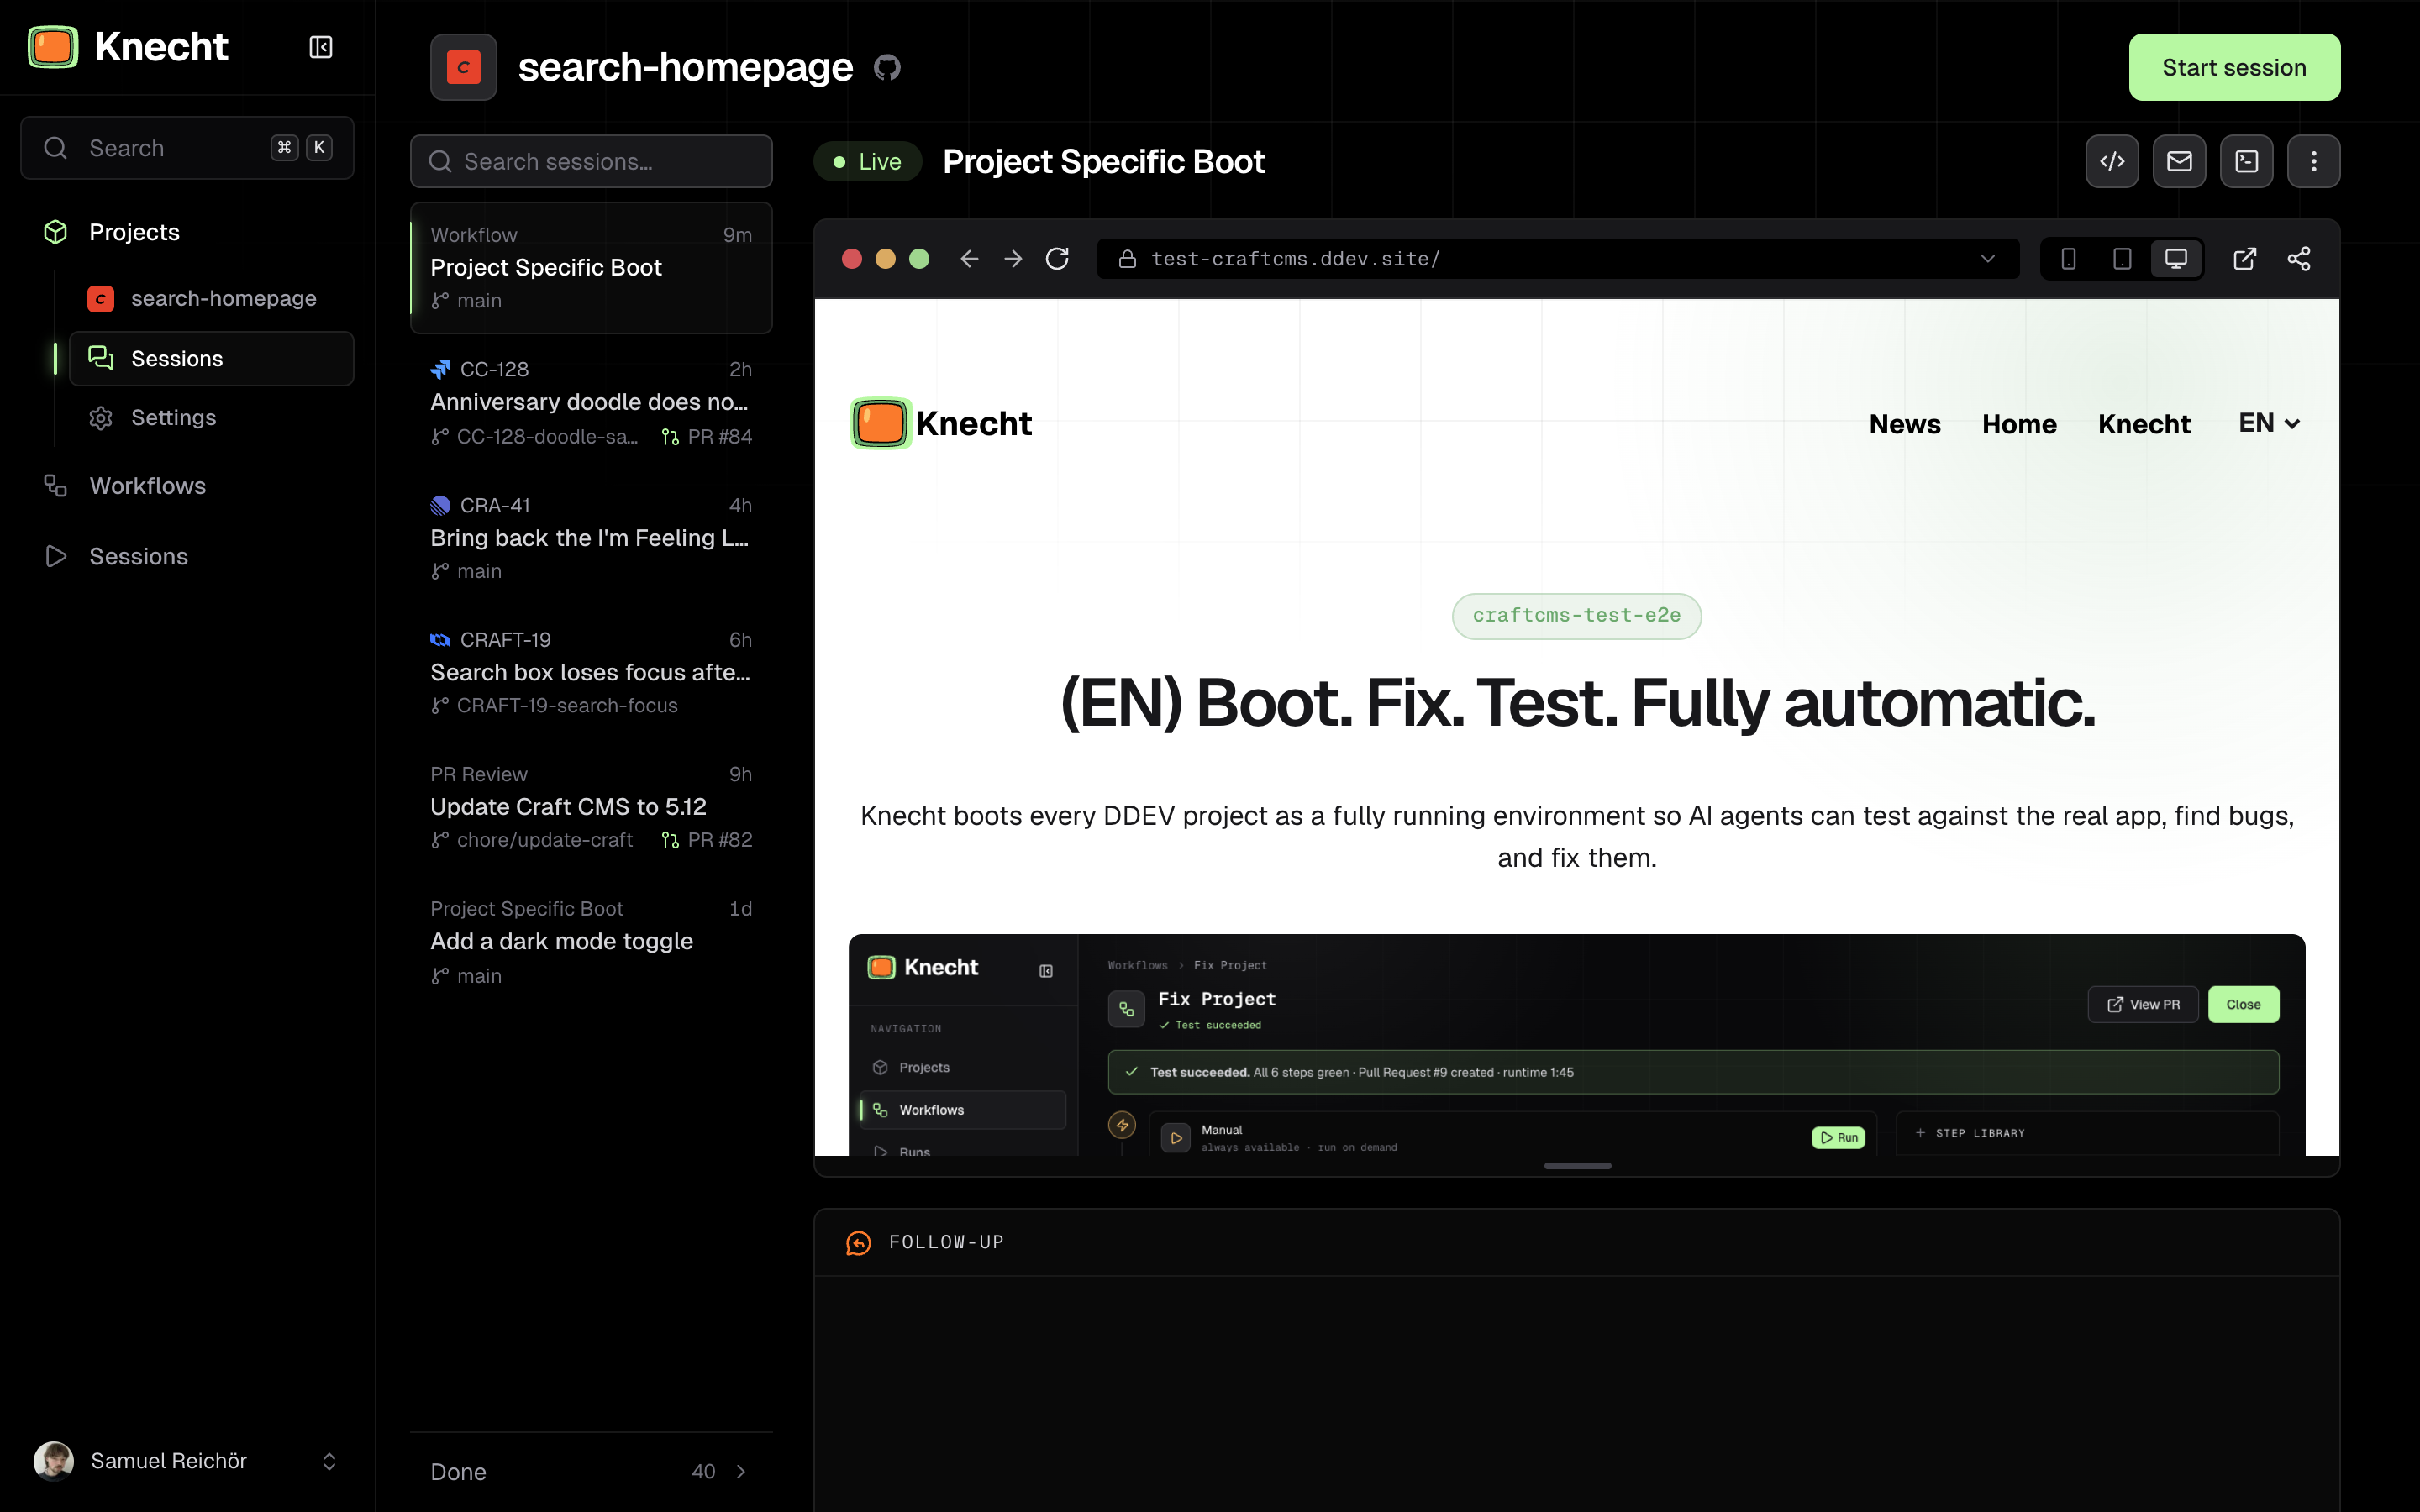 Knecht
Search ⌘ K
Projects
search-homepage
Sessions
Settings
Workflows
Sessions
Samuel Reichör
search-homepage
Start session
Search sessions...
Workflow 9m
Project Specific Boot
main
CC-128 2h
Anniversary doodle does no...
CC-128-doodle-sa... PR #84
CRA-41 4h
Bring back the I'm Feeling L...
main
CRAFT-19 6h
Search box loses focus afte...
CRAFT-19-search-focus
PR Review 9h
Update Craft CMS to 5.12
chore/update-craft PR #82
Project Specific Boot 1d
Add a dark mode toggle
main
Done 40
Live Project Specific Boot
test-craftcms.ddev.site/
Knecht
News Home Knecht EN
craftcms-test-e2e
(EN) Boot. Fix. Test. Fully automatic.
Knecht boots every DDEV project as a fully running environment so AI agents can test against the real app, find bugs,
and fix them.
Knecht
NAVIGATION
Projects
Workflows
Runs
Workflows > Fix Project
Fix Project
Test succeeded
View PR Close
Test succeeded. All 6 steps green · Pull Request #9 created · runtime 1:45
Manual
always available · run on demand
Run
+ STEP LIBRARY
FOLLOW-UP